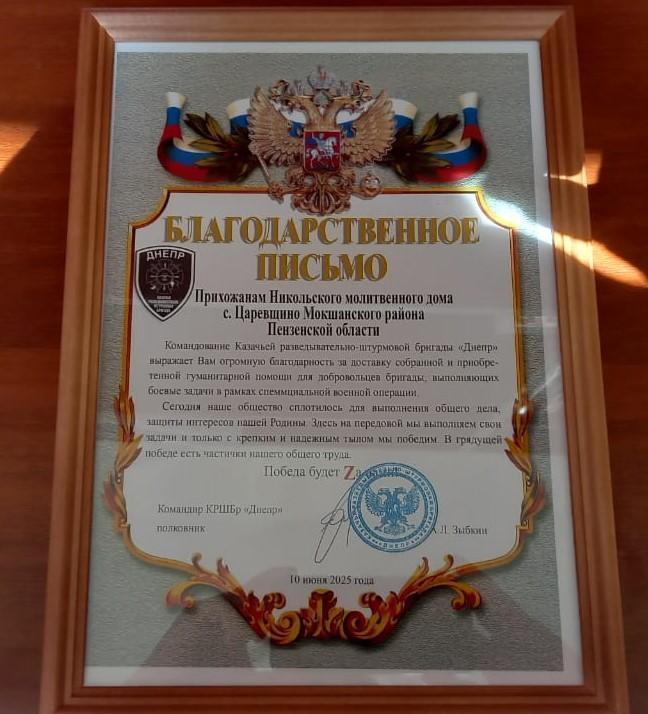 БЛАГОДАРСТВЕННОЕ
ПИСЬМО
ДНЕПР
Прихожанам Никольского молитвенного дома
с. Царевщино Мокшанского района
Пензенской области
Командование Казачьей разведывательно-штурмовой бригады «Днепр»
выражает Вам огромную благодарность за доставку собранной и приобре-
тенной гуманитарной помощи для добровольцев бригады, выполняющих
боевые задачи в рамках спеммциальной военной операции.
Сегодня наше общество сплотилось для выполнения общего дела,
защиты интересов нашей Родины. Здесь на передовой мы выполняем свои
задачи и только с крепким и надежным тылом мы победим. В грядущей
победе есть частички нашего общего труда.
Победа будет Zа
Командир КРШБр «Днепр»
полковник
Л. Зыбкин
10 июня 2025 года